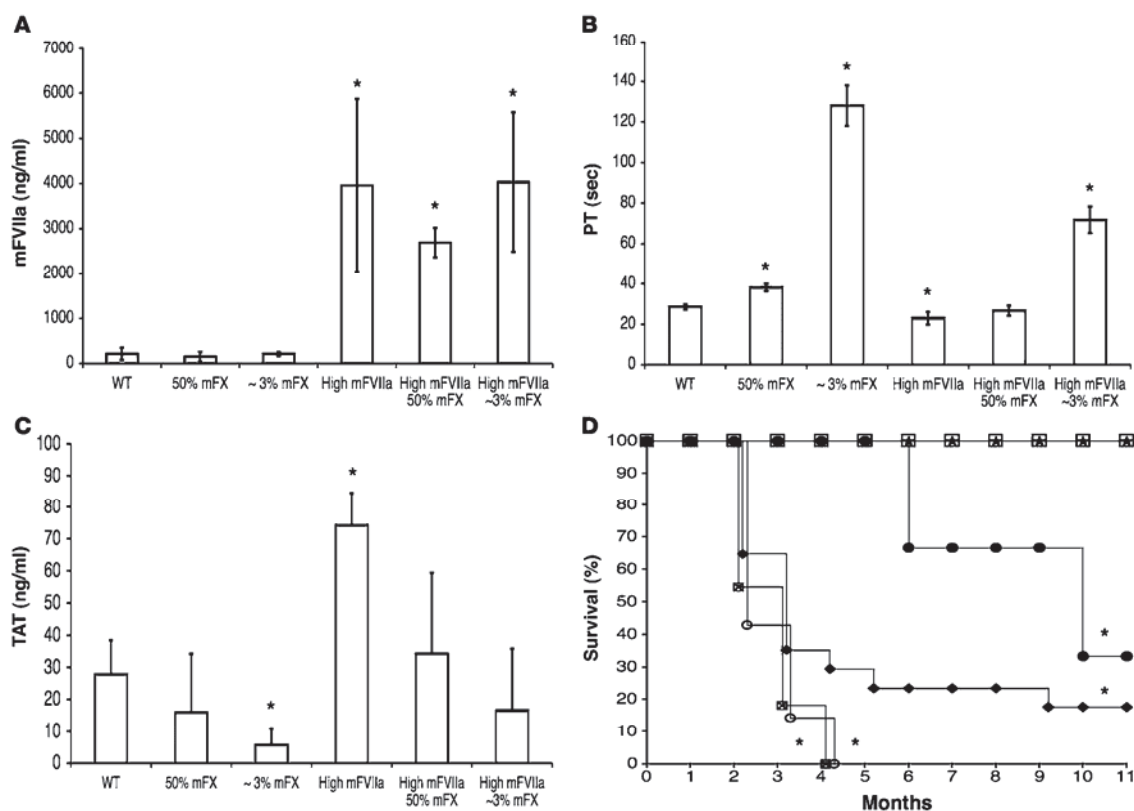 A
7000
6000
5000
4000
3000
2000
1000
0
mFVIIa (ng/ml)
*
*
*
WT
50% mFX
~3% mFX
High mFVIIa
High mFVIIa
50% mFX
High mFVIIa
~3% mFX
B
160
140
120
100
80
60
40
20
0
PT (sec)
*
*
*
*
WT
50% mFX
~3% mFX
High mFVIIa
High mFVIIa
50% mFX
High mFVIIa
~3% mFX
C
100
90
80
70
60
50
40
30
20
10
0
TAT (ng/ml)
*
*
WT
50% mFX
~3% mFX
High mFVIIa
High mFVIIa
50% mFX
High mFVIIa
~3% mFX
D
100
90
80
70
60
50
40
30
20
10
0
Survival (%)
A A A A A A
*
*
* *
0 1 2 3 4 5 6 7 8 9 10 11
Months